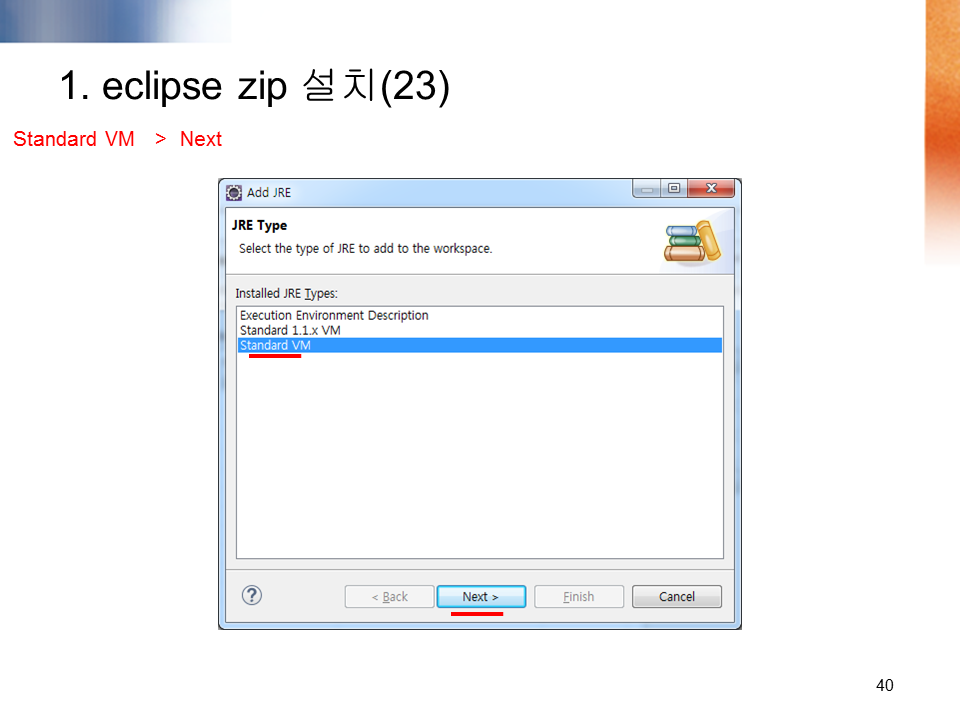 1. eclipse zip 설치(23)
Standard VM > Next
Add JRE
JRE Type
Select the type of JRE to add to the workspace.
Installed JRE Types:
Execution Environment Description
Standard 1.1.x VM
Standard VM
? < Back Next > Finish Cancel
40